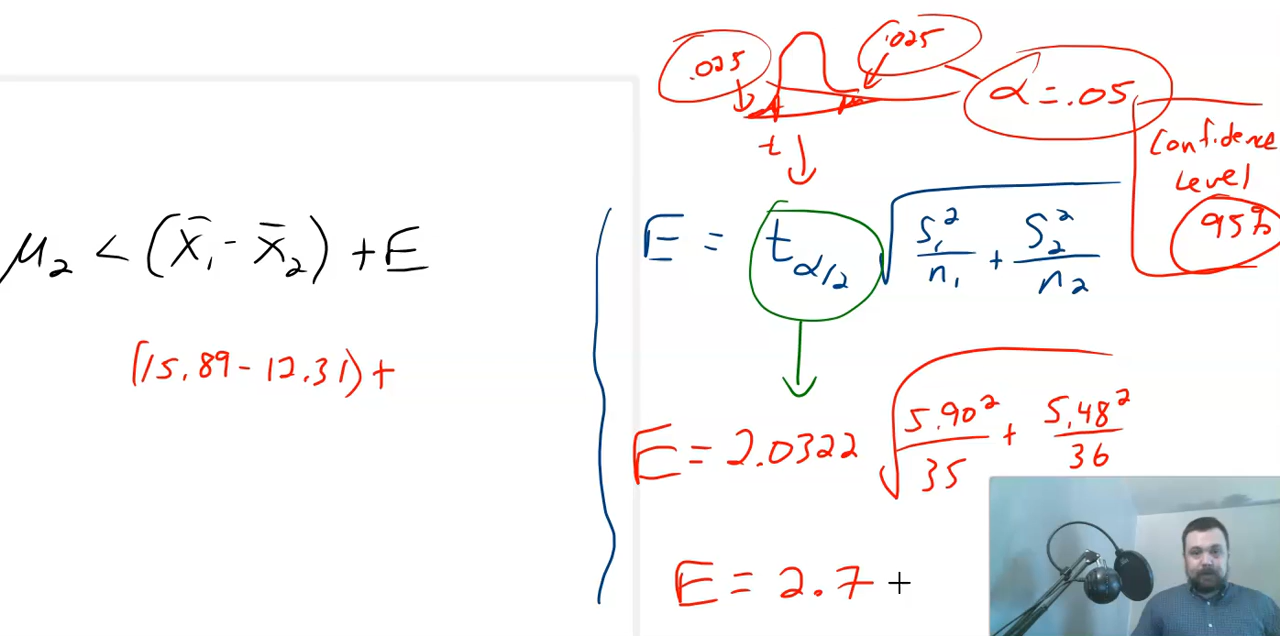 .025 .025
α = .05
Confidence
level
95%
t
μ₂ < (x̄₁ - x̄₂) + E
E = t_α/2 √(S₁²/n₁ + S₂²/n₂)
(15.89 - 12.31) +
E = 2.0322 √(5.90²/35 + 5.48²/36)
E = 2.7